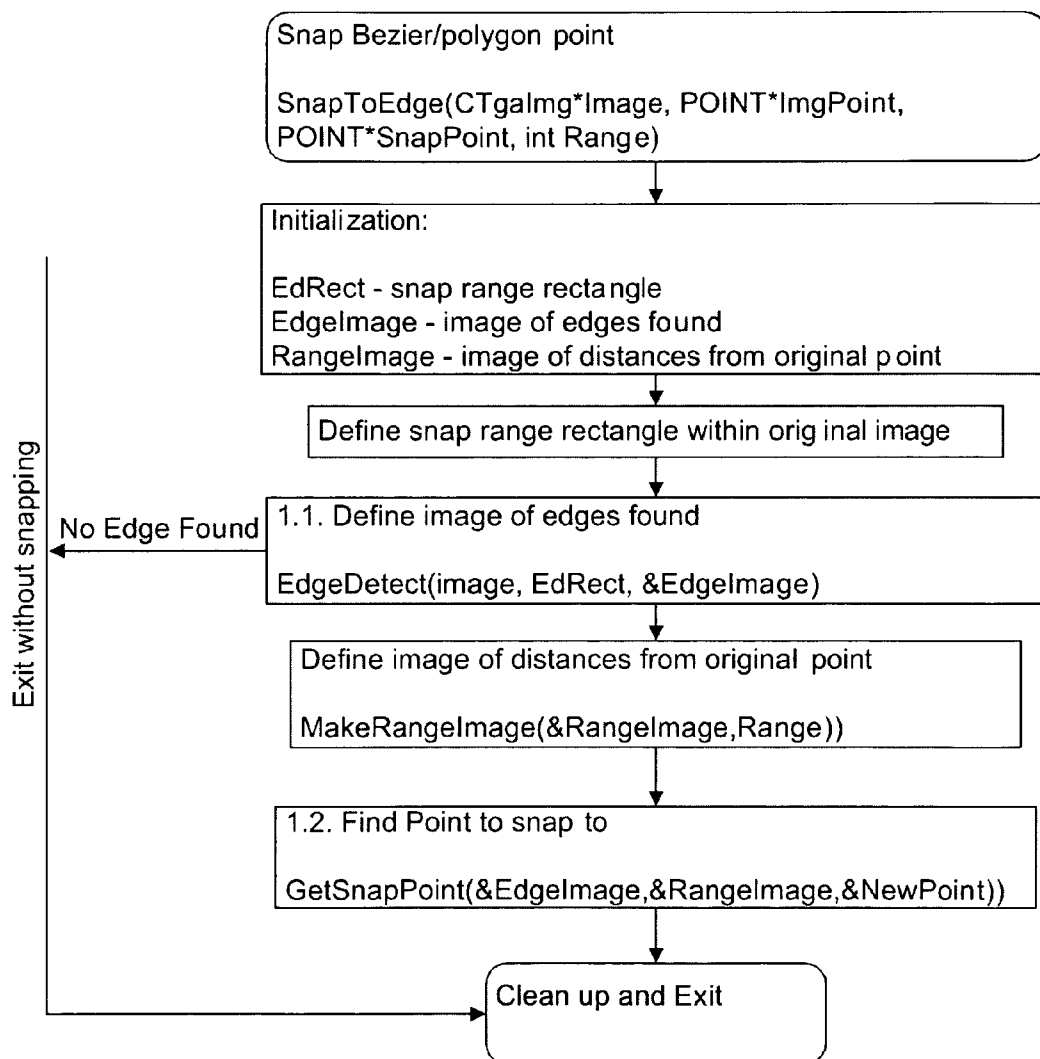 Snap Bezier/polygon point
SnapToEdge(CTgaImg*Image, POINT*ImgPoint,
POINT*SnapPoint, int Range)
Initialization:
EdRect - snap range rectangle
EdgeImage - image of edges found
RangeImage - image of distances from original point
Define snap range rectangle within original image
No Edge Found
1.1. Define image of edges found
EdgeDetect(image, EdRect, &EdgeImage)
Exit without snapping
Define image of distances from original point
MakeRangeImage(&RangeImage,Range))
1.2. Find Point to snap to
GetSnapPoint(&EdgeImage,&RangeImage,&NewPoint))
Clean up and Exit